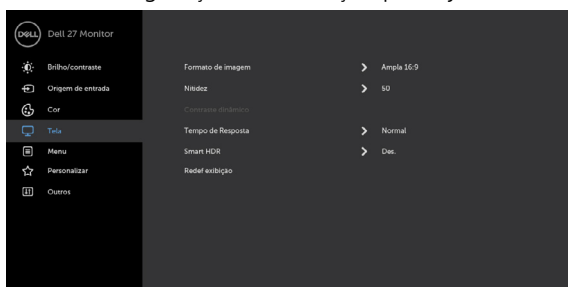 DELL Dell 27 Monitor
Brilho/contraste
Origem de entrada
Cor
Tela
Menu
Personalizar
Outros
Formato de imagem Ampla 16:9
Nitidez 50
Contraste dinâmico
Tempo de Resposta Normal
Smart HDR Des.
Redef exibição